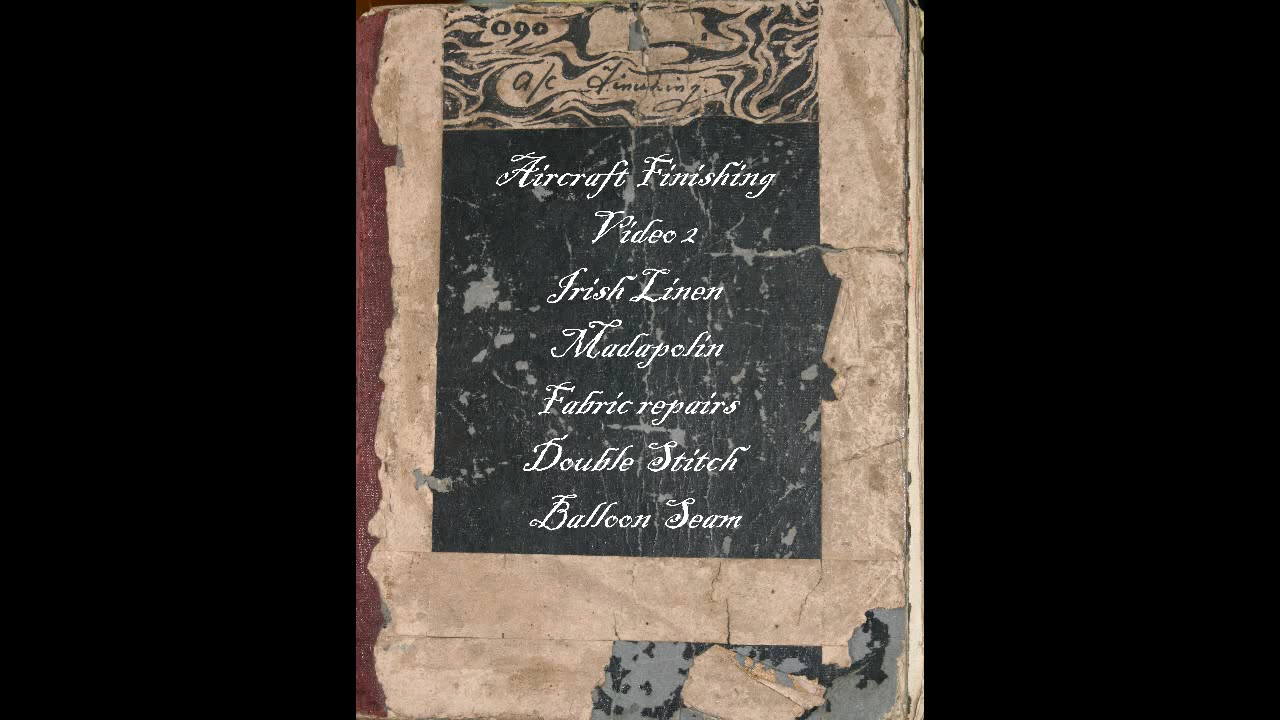 090
a/c Finishing.
Aircraft Finishing
Video 2
Irish Linen
Madapolin
Fabric repairs
Double Stitch
Balloon Seam